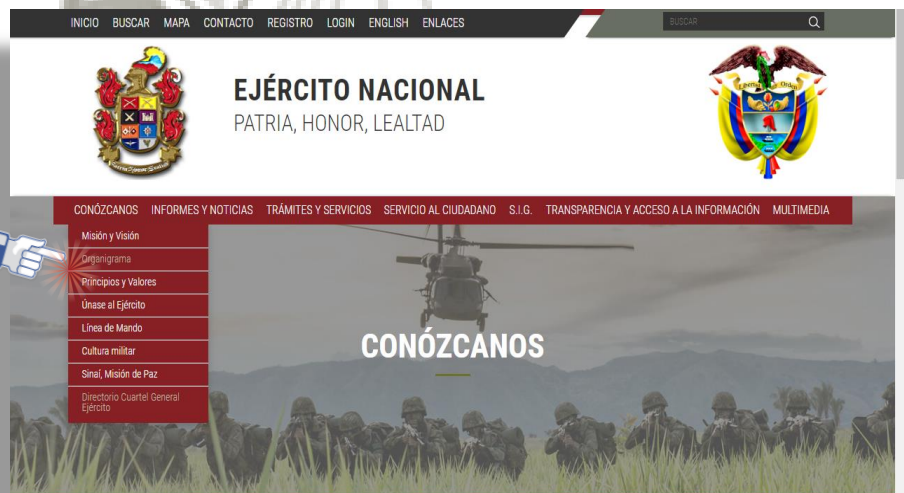 INICIO BUSCAR MAPA CONTACTO REGISTRO LOGIN ENGLISH ENLACES
BUSCAR
EJÉRCITO NACIONAL
PATRIA, HONOR, LEALTAD
Libertad y Orden
CONÓZCANOS INFORMES Y NOTICIAS TRÁMITES Y SERVICIOS SERVICIO AL CIUDADANO S.I.G. TRANSPARENCIA Y ACCESO A LA INFORMACIÓN MULTIMEDIA
Misión y Visión
Organigrama
Principios y Valores
Únase al Ejército
Línea de Mando
Cultura militar
Sinaí, Misión de Paz
Directorio Cuartel General
Ejército
CONÓZCANOS